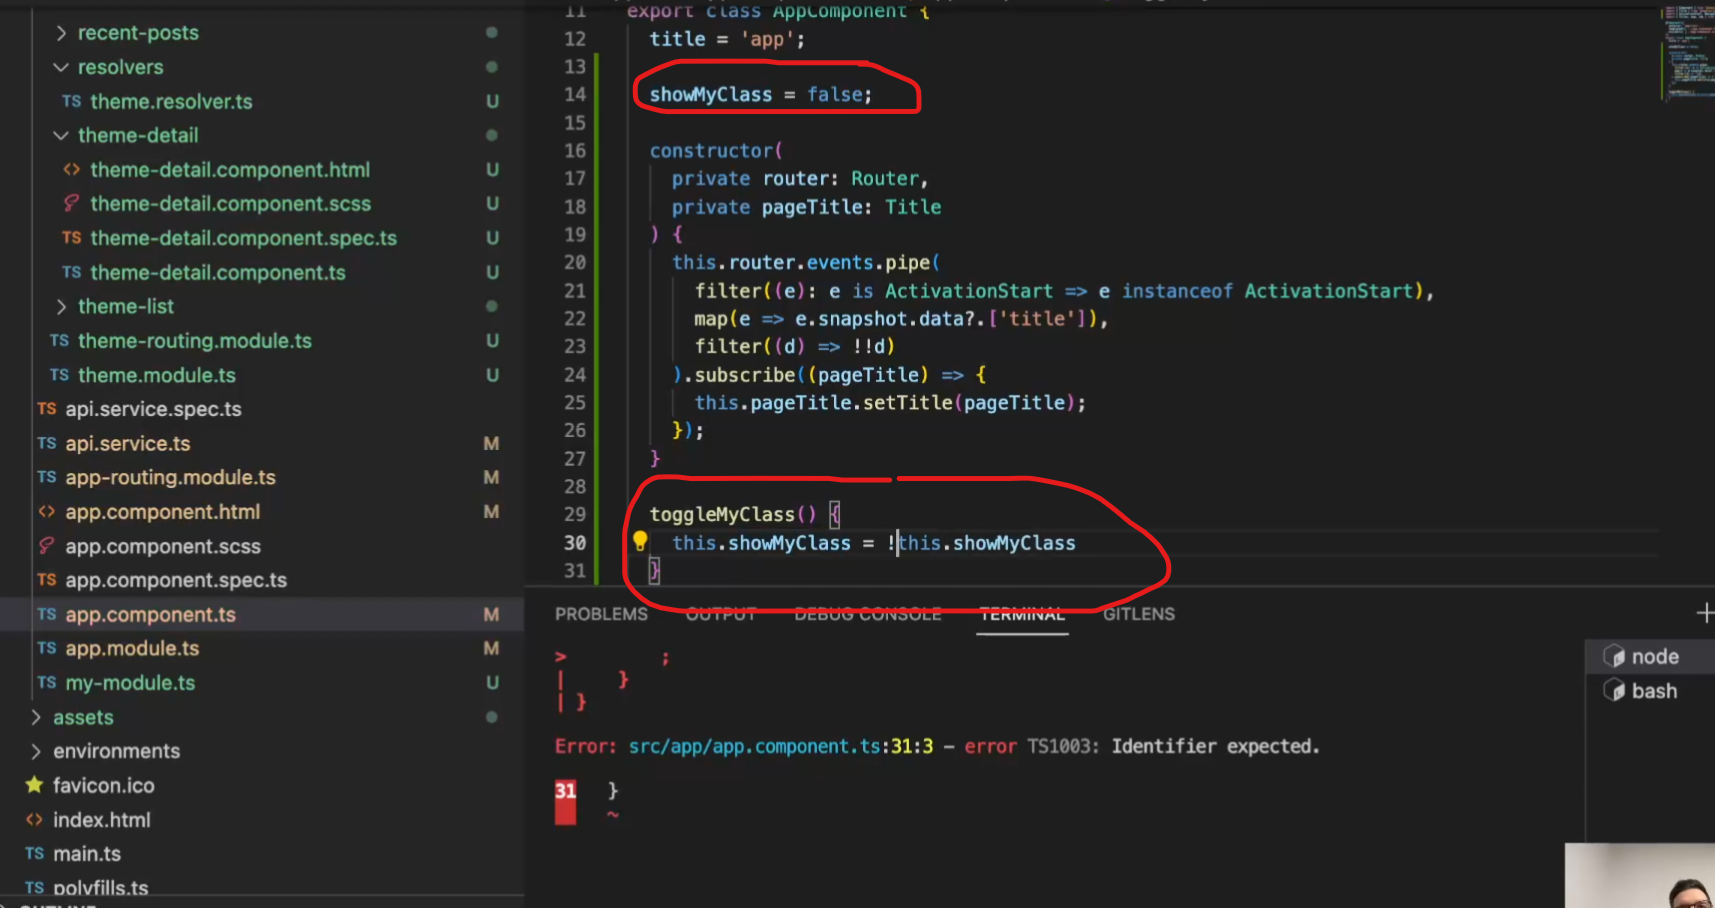 recent-posts
resolvers
TS theme.resolver.ts U
theme-detail
<> theme-detail.component.html U
theme-detail.component.scss U
TS theme-detail.component.spec.ts U
TS theme-detail.component.ts U
theme-list
TS theme-routing.module.ts U
TS theme.module.ts U
TS api.service.spec.ts
TS api.service.ts M
TS app-routing.module.ts M
<> app.component.html M
app.component.scss
TS app.component.spec.ts
TS app.component.ts M
TS app.module.ts M
TS my-module.ts U
assets
environments
favicon.ico
<> index.html
TS main.ts
TS polyfills.ts
OUTLINE
11 export class AppComponent {
12 title = 'app';
13
14 showMyClass = false;
15
16 constructor(
17 private router: Router,
18 private pageTitle: Title
19 ) {
20 this.router.events.pipe(
21 filter((e): e is ActivationStart => e instanceof ActivationStart),
22 map(e => e.snapshot.data?.['title']),
23 filter((d) => !!d)
24 ).subscribe((pageTitle) => {
25 this.pageTitle.setTitle(pageTitle);
26 });
27 }
28
29 toggleMyClass() {
30 this.showMyClass = !this.showMyClass
31 }
PROBLEMS OUTPUT DEBUG CONSOLE TERMINAL GITLENS
> ;
| }
| }
Error: src/app/app.component.ts:31:3 – error TS1003: Identifier expected.
31 }
~
node
bash